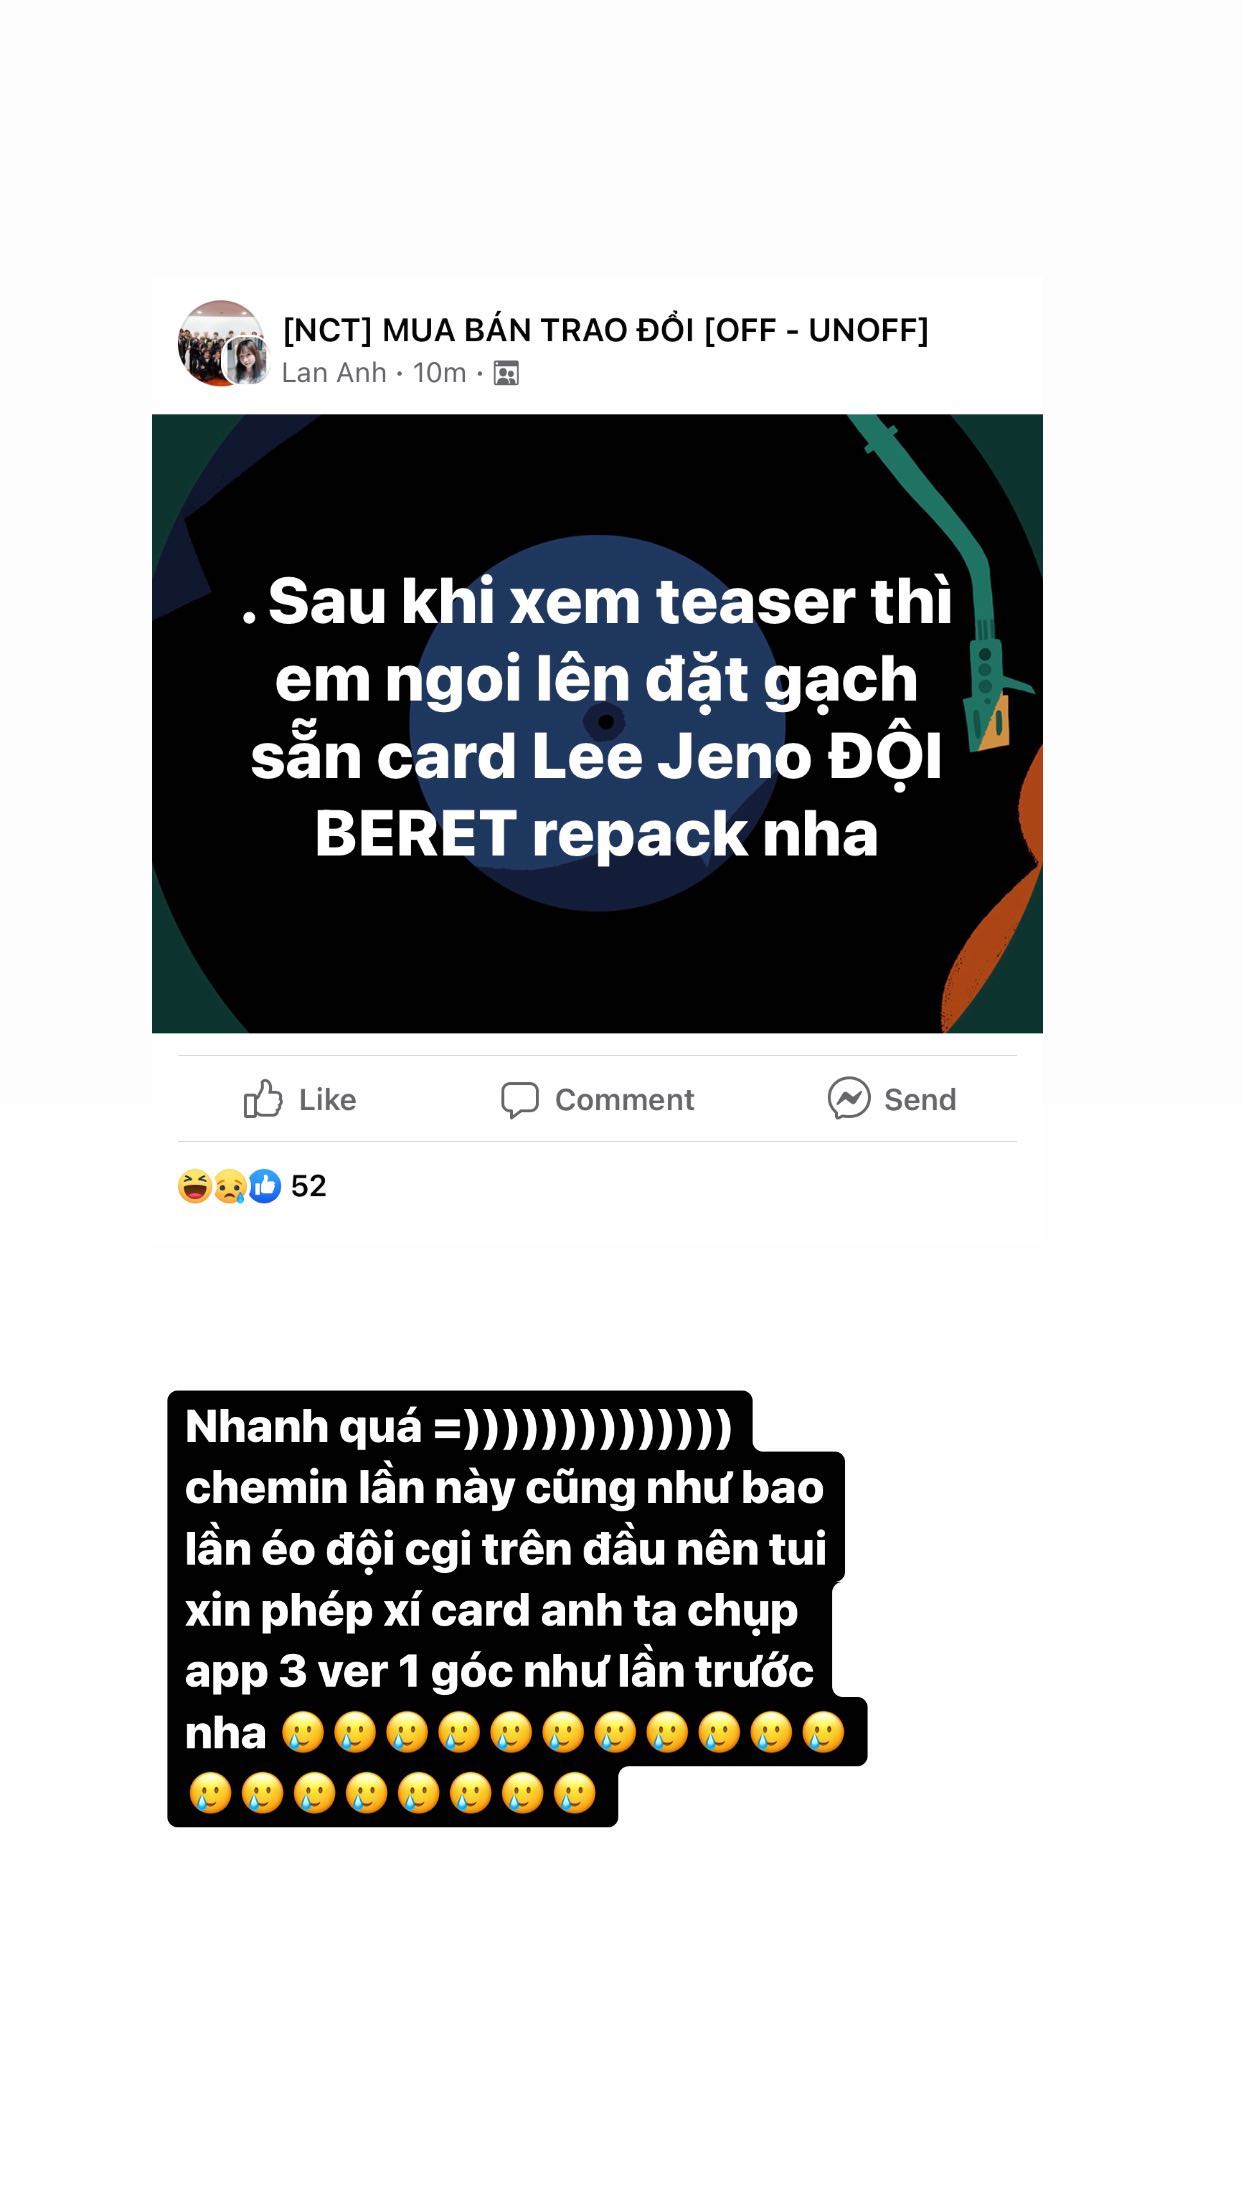 [NCT] MUA BÁN TRAO ĐỔI [OFF - UNOFF]
Lan Anh · 10m ·
. Sau khi xem teaser thì
em ngoi lên đặt gạch
sẵn card Lee Jeno ĐỘI
BERET repack nha
Like
Comment
Send
52
Nhanh quá =))))))))))))))
chemin lần này cũng như bao
lần éo đội cgi trên đầu nên tui
xin phép xí card anh ta chụp
app 3 ver 1 góc như lần trước
nha 🥲🥲🥲🥲🥲🥲🥲🥲🥲🥲🥲
🥲🥲🥲🥲🥲🥲🥲🥲